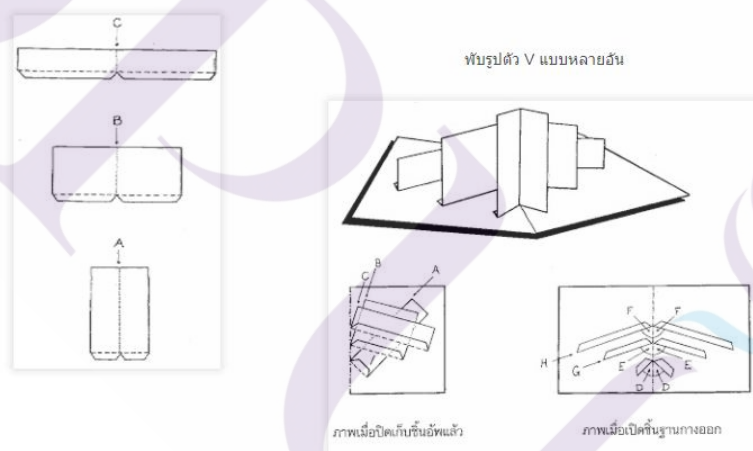 C
B
A
พับรูปตัว V แบบหลายอัน
C B A
F F
H
G
E E
D D
ภาพเมื่อปิดเก็บชิ้นอัพแล้ว
ภาพเมื่อเปิดชิ้นฐานกางออก